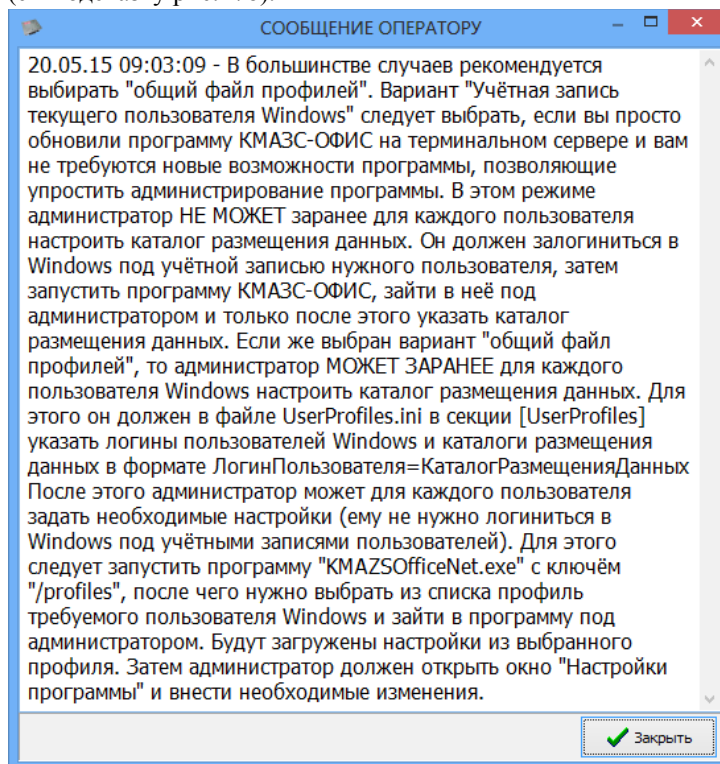 СООБЩЕНИЕ ОПЕРАТОРУ
20.05.15 09:03:09 - В большинстве случаев рекомендуется
выбирать "общий файл профилей". Вариант "Учётная запись
текущего пользователя Windows" следует выбрать, если вы просто
обновили программу КМАЗС-ОФИС на терминальном сервере и вам
не требуются новые возможности программы, позволяющие
упростить администрирование программы. В этом режиме
администратор НЕ МОЖЕТ заранее для каждого пользователя
настроить каталог размещения данных. Он должен залогиниться в
Windows под учётной записью нужного пользователя, затем
запустить программу КМАЗС-ОФИС, зайти в неё под
администратором и только после этого указать каталог
размещения данных. Если же выбран вариант "общий файл
профилей", то администратор МОЖЕТ ЗАРАНЕЕ для каждого
пользователя Windows настроить каталог размещения данных. Для
этого он должен в файле UserProfiles.ini в секции [UserProfiles]
указать логины пользователей Windows и каталоги размещения
данных в формате ЛогинПользователя=КаталогРазмещенияДанных
После этого администратор может для каждого пользователя
задать необходимые настройки (ему не нужно логиниться в
Windows под учётными записями пользователей). Для этого
следует запустить программу "KMAZSOfficeNet.exe" с ключём
"/profiles", после чего нужно выбрать из списка профиль
требуемого пользователя Windows и зайти в программу под
администратором. Будут загружены настройки из выбранного
профиля. Затем администратор должен открыть окно "Настройки
программы" и внести необходимые изменения.
Закрыть